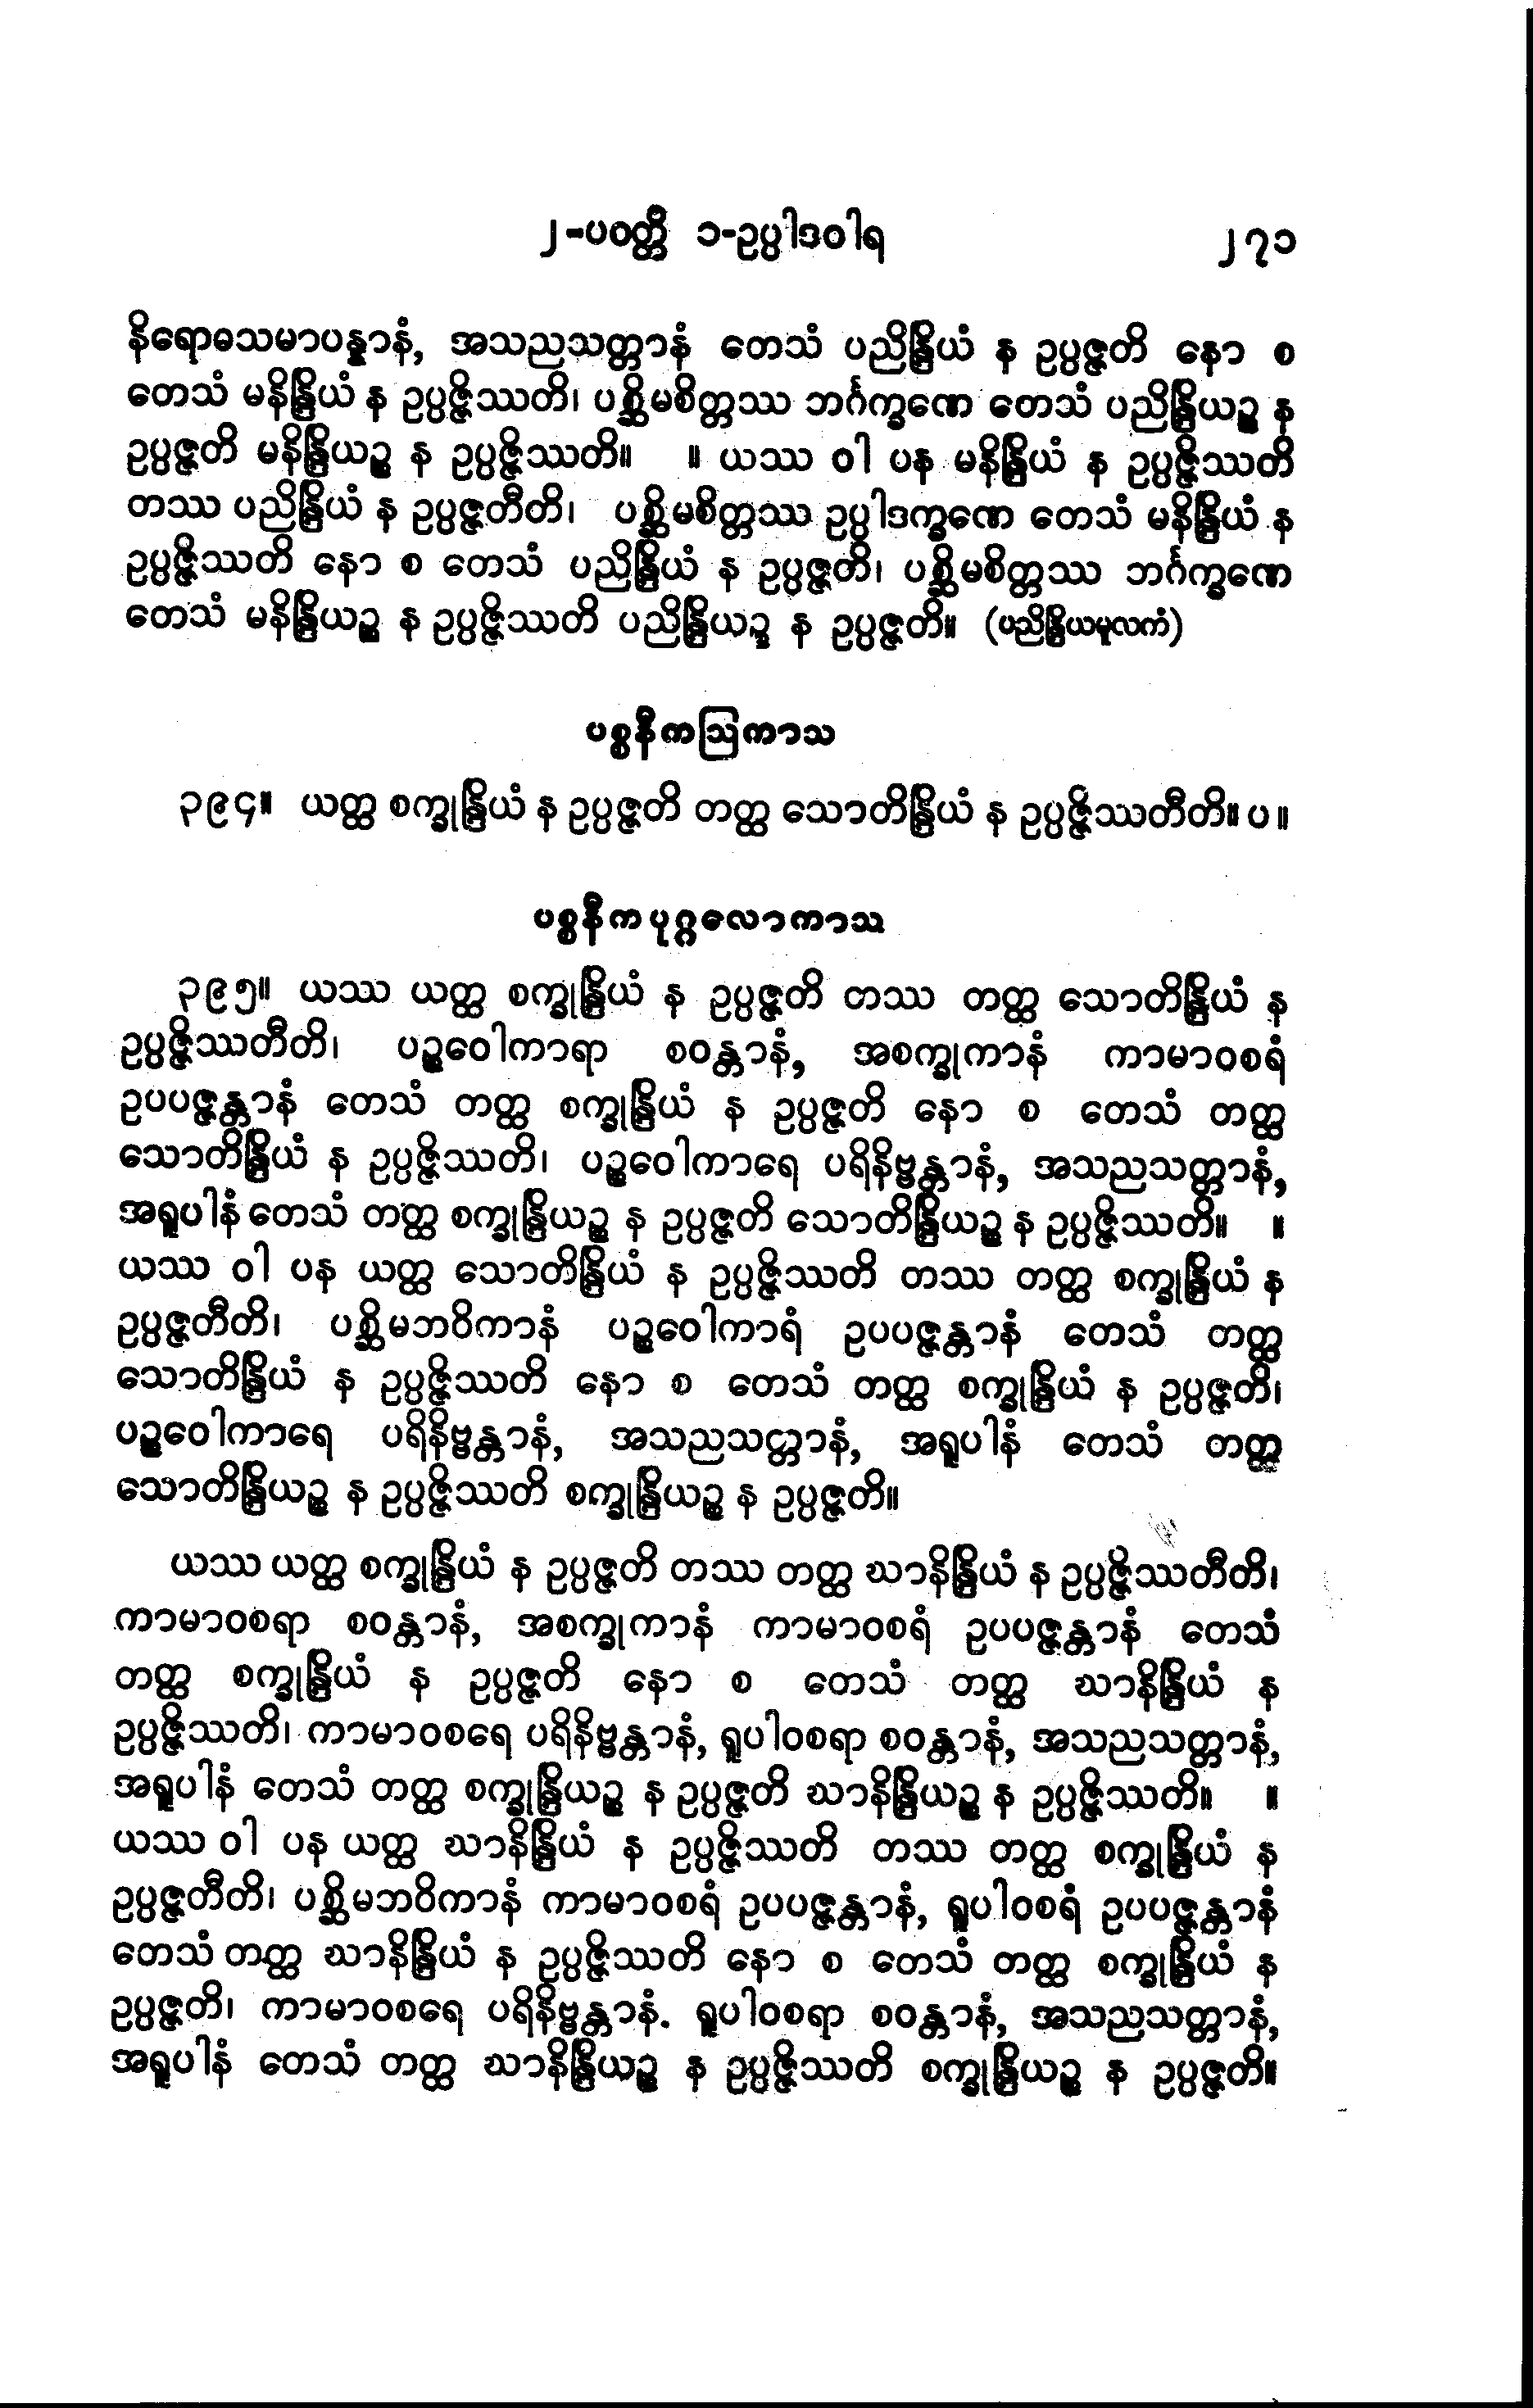 ၂-ပဝတ္တိ ၁-ဥပ္ပါဒဝါရ ၂၇၁
နိရောဓသမာပန္နာနံ, အသညသတ္တာနံ တေသံ ပညိန္ဒြိယံ န ဥပ္ပဇ္ဇတိ နော စ
တေသံ မနိန္ဒြိယံ န ဥပ္ပဇ္ဇိဿတိ၊ ပစ္ဆိမစိတ္တဿ ဘင်္ဂက္ခဏေ တေသံ ပညိန္ဒြိယဉ္စ န
ဥပ္ပဇ္ဇတိ မနိန္ဒြိယဉ္စ န ဥပ္ပဇ္ဇိဿတိ။ ။ ယဿ ဝါ ပန မနိန္ဒြိယံ န ဥပ္ပဇ္ဇိဿတိ
တဿ ပညိန္ဒြိယံ န ဥပ္ပဇ္ဇတီတိ၊ ပစ္ဆိမစိတ္တဿ ဥပ္ပါဒက္ခဏေ တေသံ မနိန္ဒြိယံ န
ဥပ္ပဇ္ဇိဿတိ နော စ တေသံ ပညိန္ဒြိယံ န ဥပ္ပဇ္ဇတိ၊ ပစ္ဆိမစိတ္တဿ ဘင်္ဂက္ခဏေ
တေသံ မနိန္ဒြိယဉ္စ န ဥပ္ပဇ္ဇိဿတိ ပညိန္ဒြိယဉ္စ န ဥပ္ပဇ္ဇတိ။ (ပညိန္ဒြိယမူလကံ)
ပစ္စနီကဩကာသ
၃၉၄။ ယတ္ထ စက္ခုန္ဒြိယံ န ဥပ္ပဇ္ဇတိ တတ္ထ သောတိန္ဒြိယံ န ဥပ္ပဇ္ဇိဿတီတိ။ ပ ။
ပစ္စနီကပုဂ္ဂလောကာသ
၃၉၅။ ယဿ ယတ္ထ စက္ခုန္ဒြိယံ န ဥပ္ပဇ္ဇတိ တဿ တတ္ထ သောတိန္ဒြိယံ န
ဥပ္ပဇ္ဇိဿတီတိ၊ ပဉ္စဝေါကာရာ စဝန္တာနံ, အစက္ခုကာနံ ကာမာဝစရံ
ဥပပဇ္ဇန္တာနံ တေသံ တတ္ထ စက္ခုန္ဒြိယံ န ဥပ္ပဇ္ဇတိ နော စ တေသံ တတ္ထ
သောတိန္ဒြိယံ န ဥပ္ပဇ္ဇိဿတိ၊ ပဉ္စဝေါကာရေ ပရိနိဗ္ဗန္တာနံ, အသညသတ္တာနံ,
အရူပါနံ တေသံ တတ္ထ စက္ခုန္ဒြိယဉ္စ န ဥပ္ပဇ္ဇတိ သောတိန္ဒြိယဉ္စ န ဥပ္ပဇ္ဇိဿတိ။ ။
ယဿ ဝါ ပန ယတ္ထ သောတိန္ဒြိယံ န ဥပ္ပဇ္ဇိဿတိ တဿ တတ္ထ စက္ခုန္ဒြိယံ န
ဥပ္ပဇ္ဇတီတိ၊ ပစ္ဆိမဘဝိကာနံ ပဉ္စဝေါကာရံ ဥပပဇ္ဇန္တာနံ တေသံ တတ္ထ
သောတိန္ဒြိယံ န ဥပ္ပဇ္ဇိဿတိ နော စ တေသံ တတ္ထ စက္ခုန္ဒြိယံ န ဥပ္ပဇ္ဇတိ၊
ပဉ္စဝေါကာရေ ပရိနိဗ္ဗန္တာနံ, အသညသတ္တာနံ, အရူပါနံ တေသံ တတ္ထ
သောတိန္ဒြိယဉ္စ န ဥပ္ပဇ္ဇိဿတိ စက္ခုန္ဒြိယဉ္စ န ဥပ္ပဇ္ဇတိ။
ယဿ ယတ္ထ စက္ခုန္ဒြိယံ န ဥပ္ပဇ္ဇတိ တဿ တတ္ထ ဃာနိန္ဒြိယံ န ဥပ္ပဇ္ဇိဿတီတိ၊
ကာမာဝစရာ စဝန္တာနံ, အစက္ခုကာနံ ကာမာဝစရံ ဥပပဇ္ဇန္တာနံ တေသံ
တတ္ထ စက္ခုန္ဒြိယံ န ဥပ္ပဇ္ဇတိ နော စ တေသံ တတ္ထ ဃာနိန္ဒြိယံ န
ဥပ္ပဇ္ဇိဿတိ၊ ကာမာဝစရေ ပရိနိဗ္ဗန္တာနံ, ရူပါဝစရာ စဝန္တာနံ, အသညသတ္တာနံ,
အရူပါနံ တေသံ တတ္ထ စက္ခုန္ဒြိယဉ္စ န ဥပ္ပဇ္ဇတိ ဃာနိန္ဒြိယဉ္စ န ဥပ္ပဇ္ဇိဿတိ။ ။
ယဿ ဝါ ပန ယတ္ထ ဃာနိန္ဒြိယံ န ဥပ္ပဇ္ဇိဿတိ တဿ တတ္ထ စက္ခုန္ဒြိယံ န
ဥပ္ပဇ္ဇတီတိ၊ ပစ္ဆိမဘဝိကာနံ ကာမာဝစရံ ဥပပဇ္ဇန္တာနံ, ရူပါဝစရံ ဥပပဇ္ဇန္တာနံ
တေသံ တတ္ထ ဃာနိန္ဒြိယံ န ဥပ္ပဇ္ဇိဿတိ နော စ တေသံ တတ္ထ စက္ခုန္ဒြိယံ န
ဥပ္ပဇ္ဇတိ၊ ကာမာဝစရေ ပရိနိဗ္ဗန္တာနံ. ရူပါဝစရာ စဝန္တာနံ, အသညသတ္တာနံ,
အရူပါနံ တေသံ တတ္ထ ဃာနိန္ဒြိယဉ္စ န ဥပ္ပဇ္ဇိဿတိ စက္ခုန္ဒြိယဉ္စ န ဥပ္ပဇ္ဇတိ။